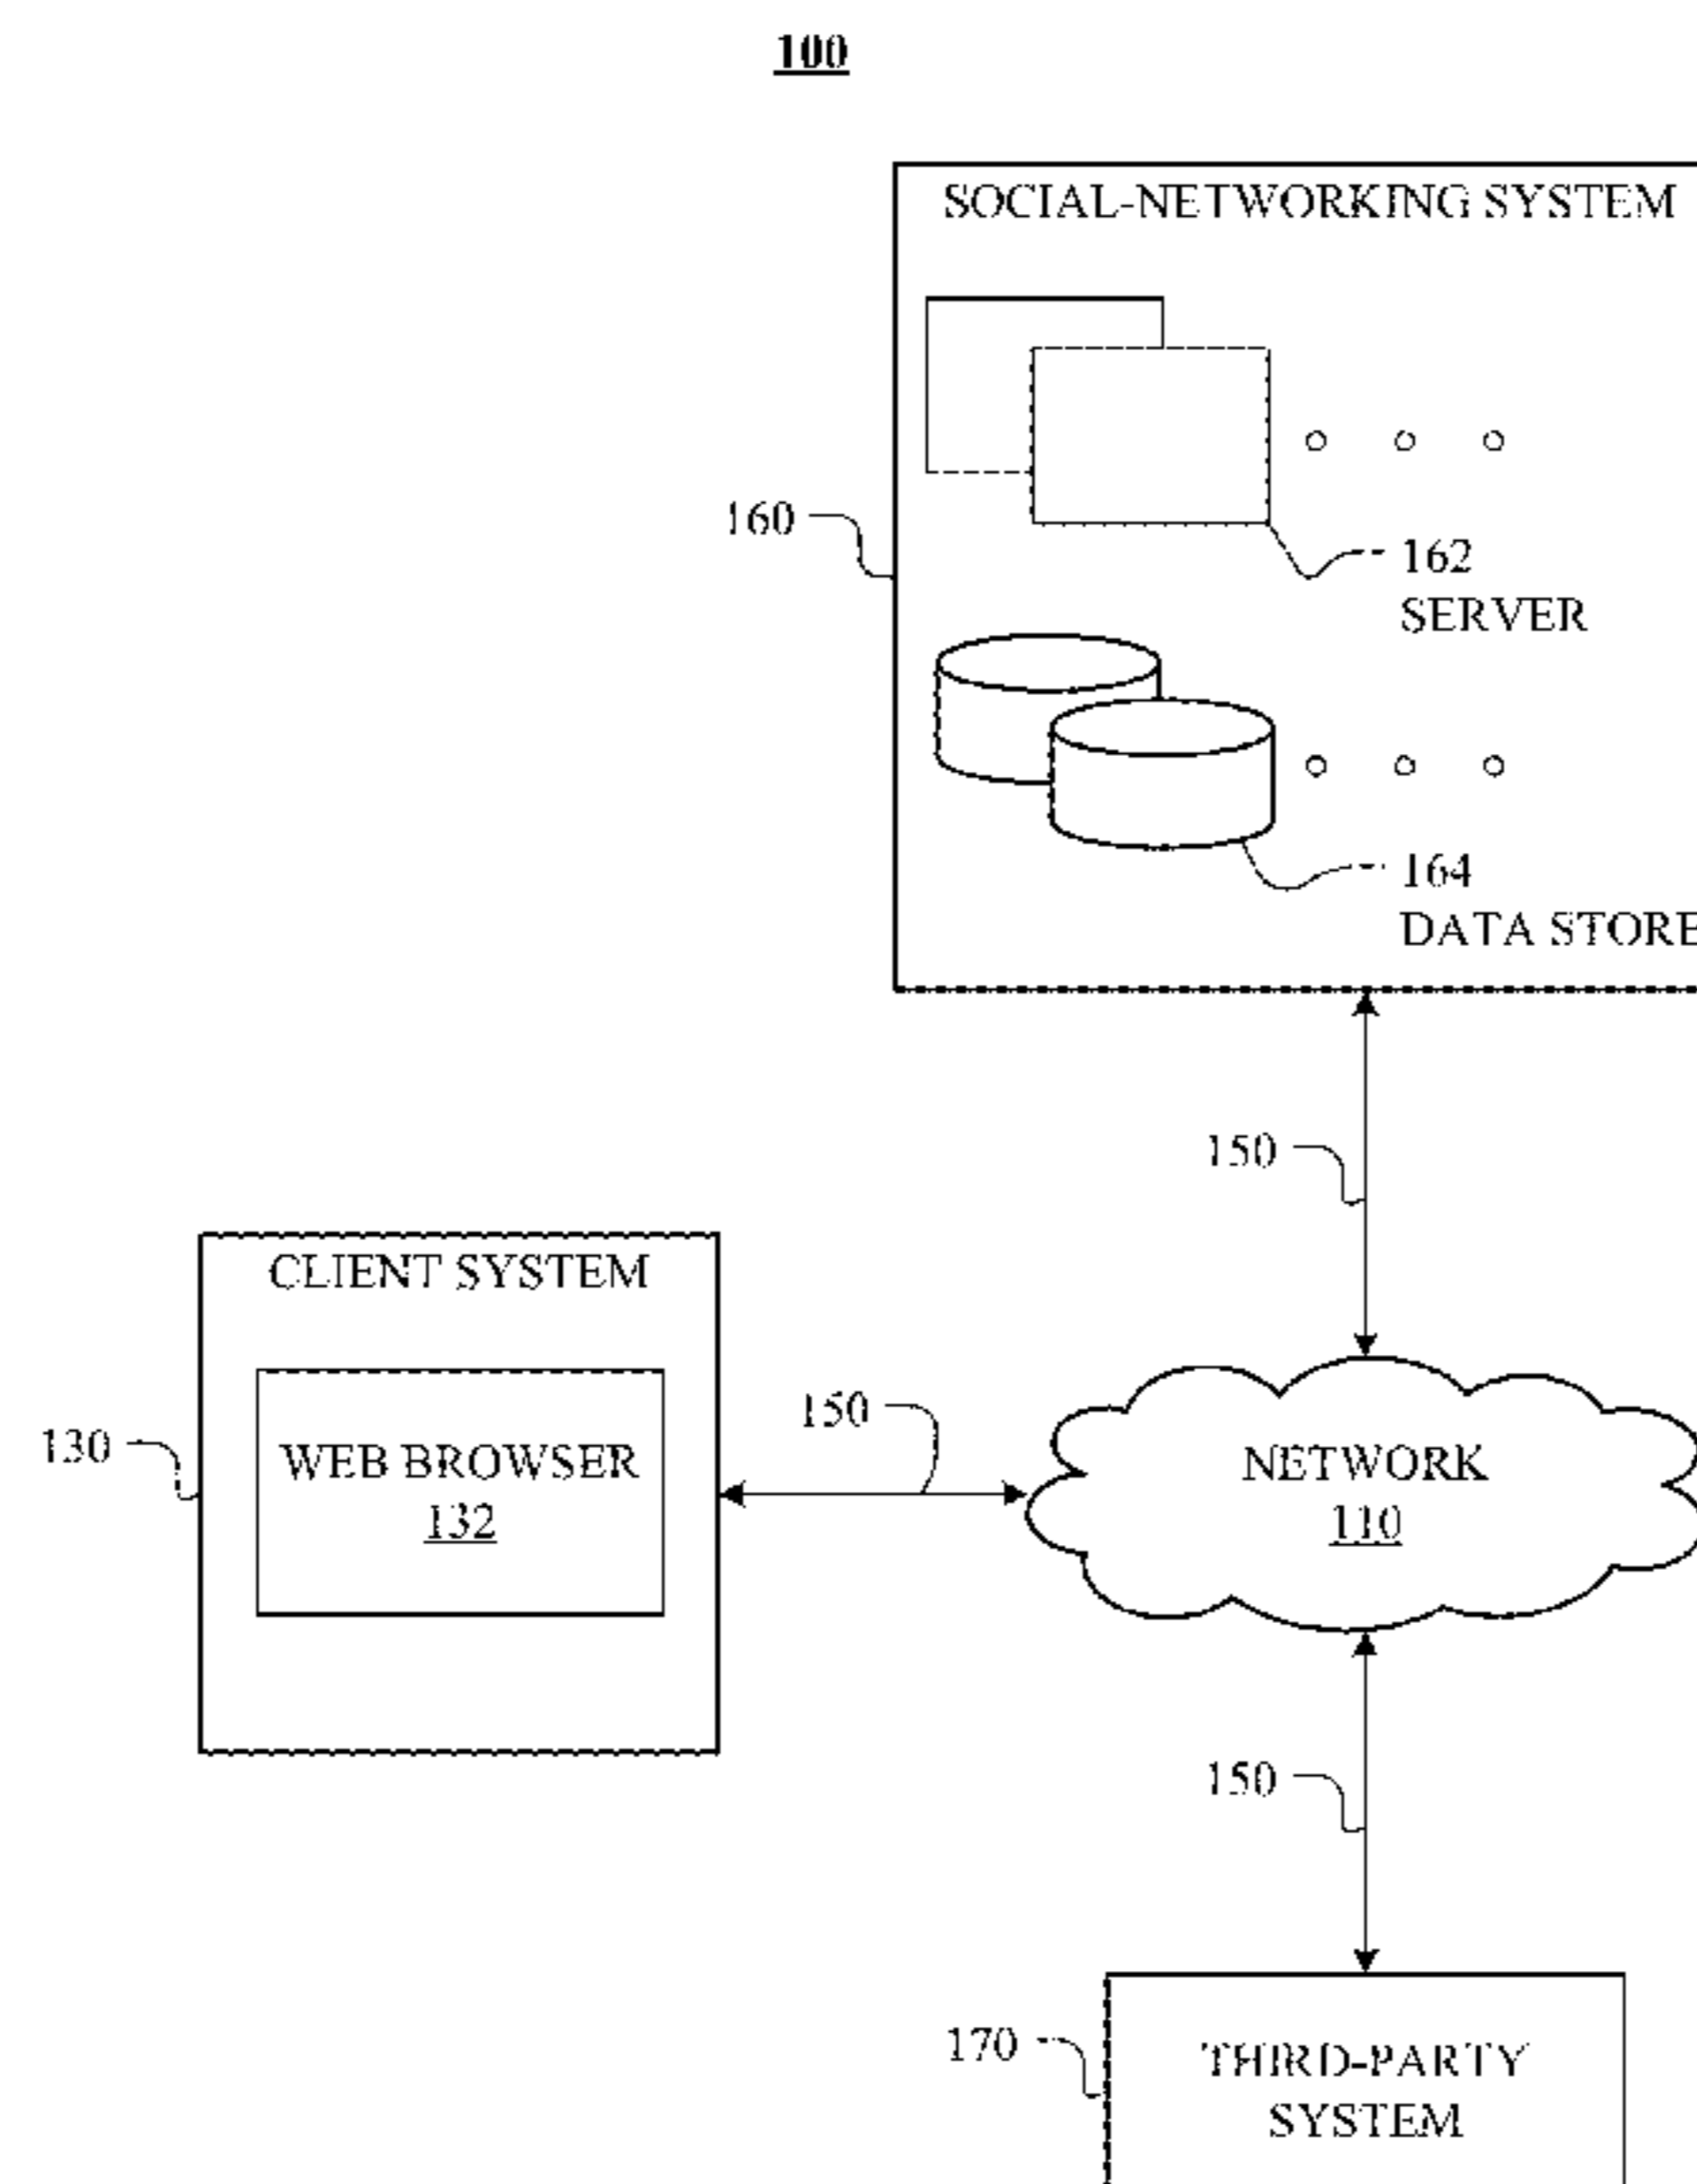 100
SOCIAL-NETWORKING SYSTEM
160
162
SERVER
164
DATA STORE
150
CLIENT SYSTEM
130
WEB BROWSER
132
150
NETWORK
110
150
170
THIRD-PARTY
SYSTEM